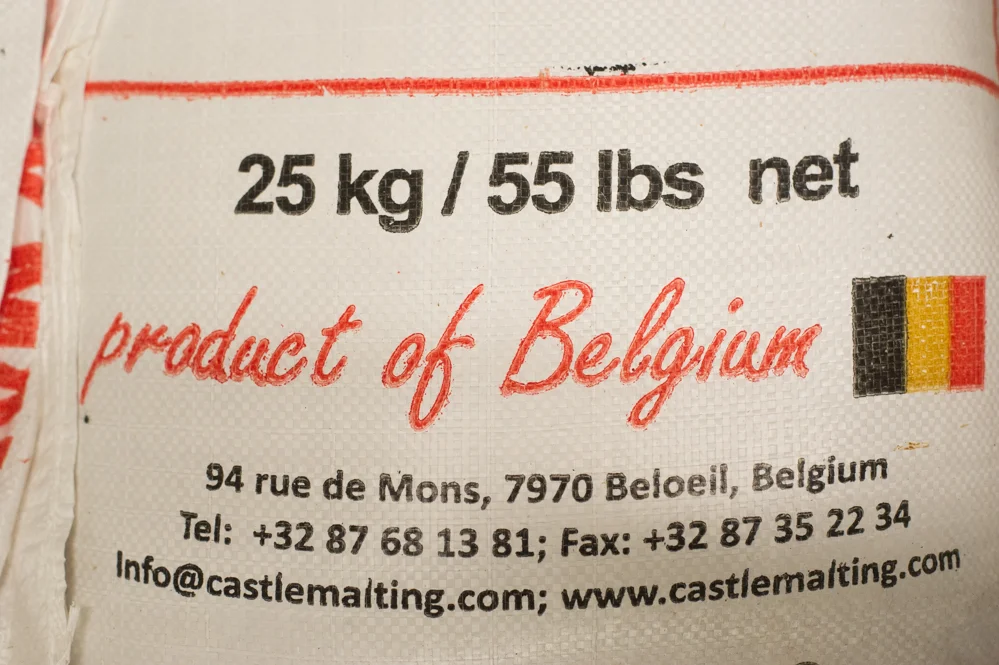 25 kg / 55 lbs net
product of Belgium
94 rue de Mons, 7970 Beloeil, Belgium
Tel: +32 87 68 13 81; Fax: +32 87 35 22 34
Info@castlemalting.com; www.castlemalting.com